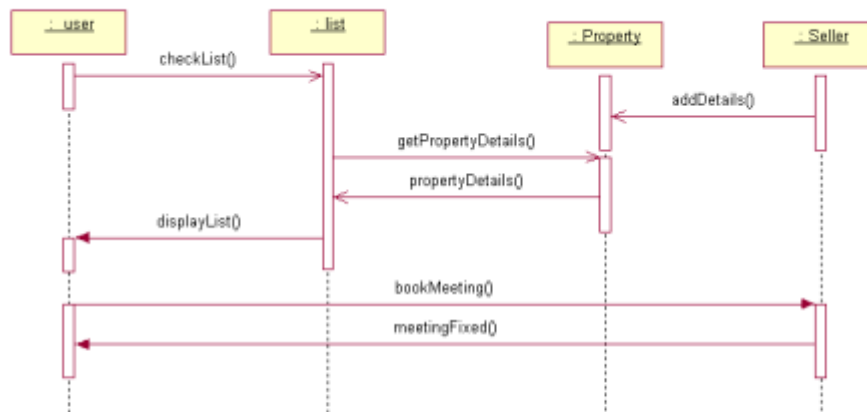 : user
: list
: Property
: Seller
checkList()
addDetails()
getPropertyDetails()
propertyDetails()
displayList()
bookMeeting()
meetingFixed()